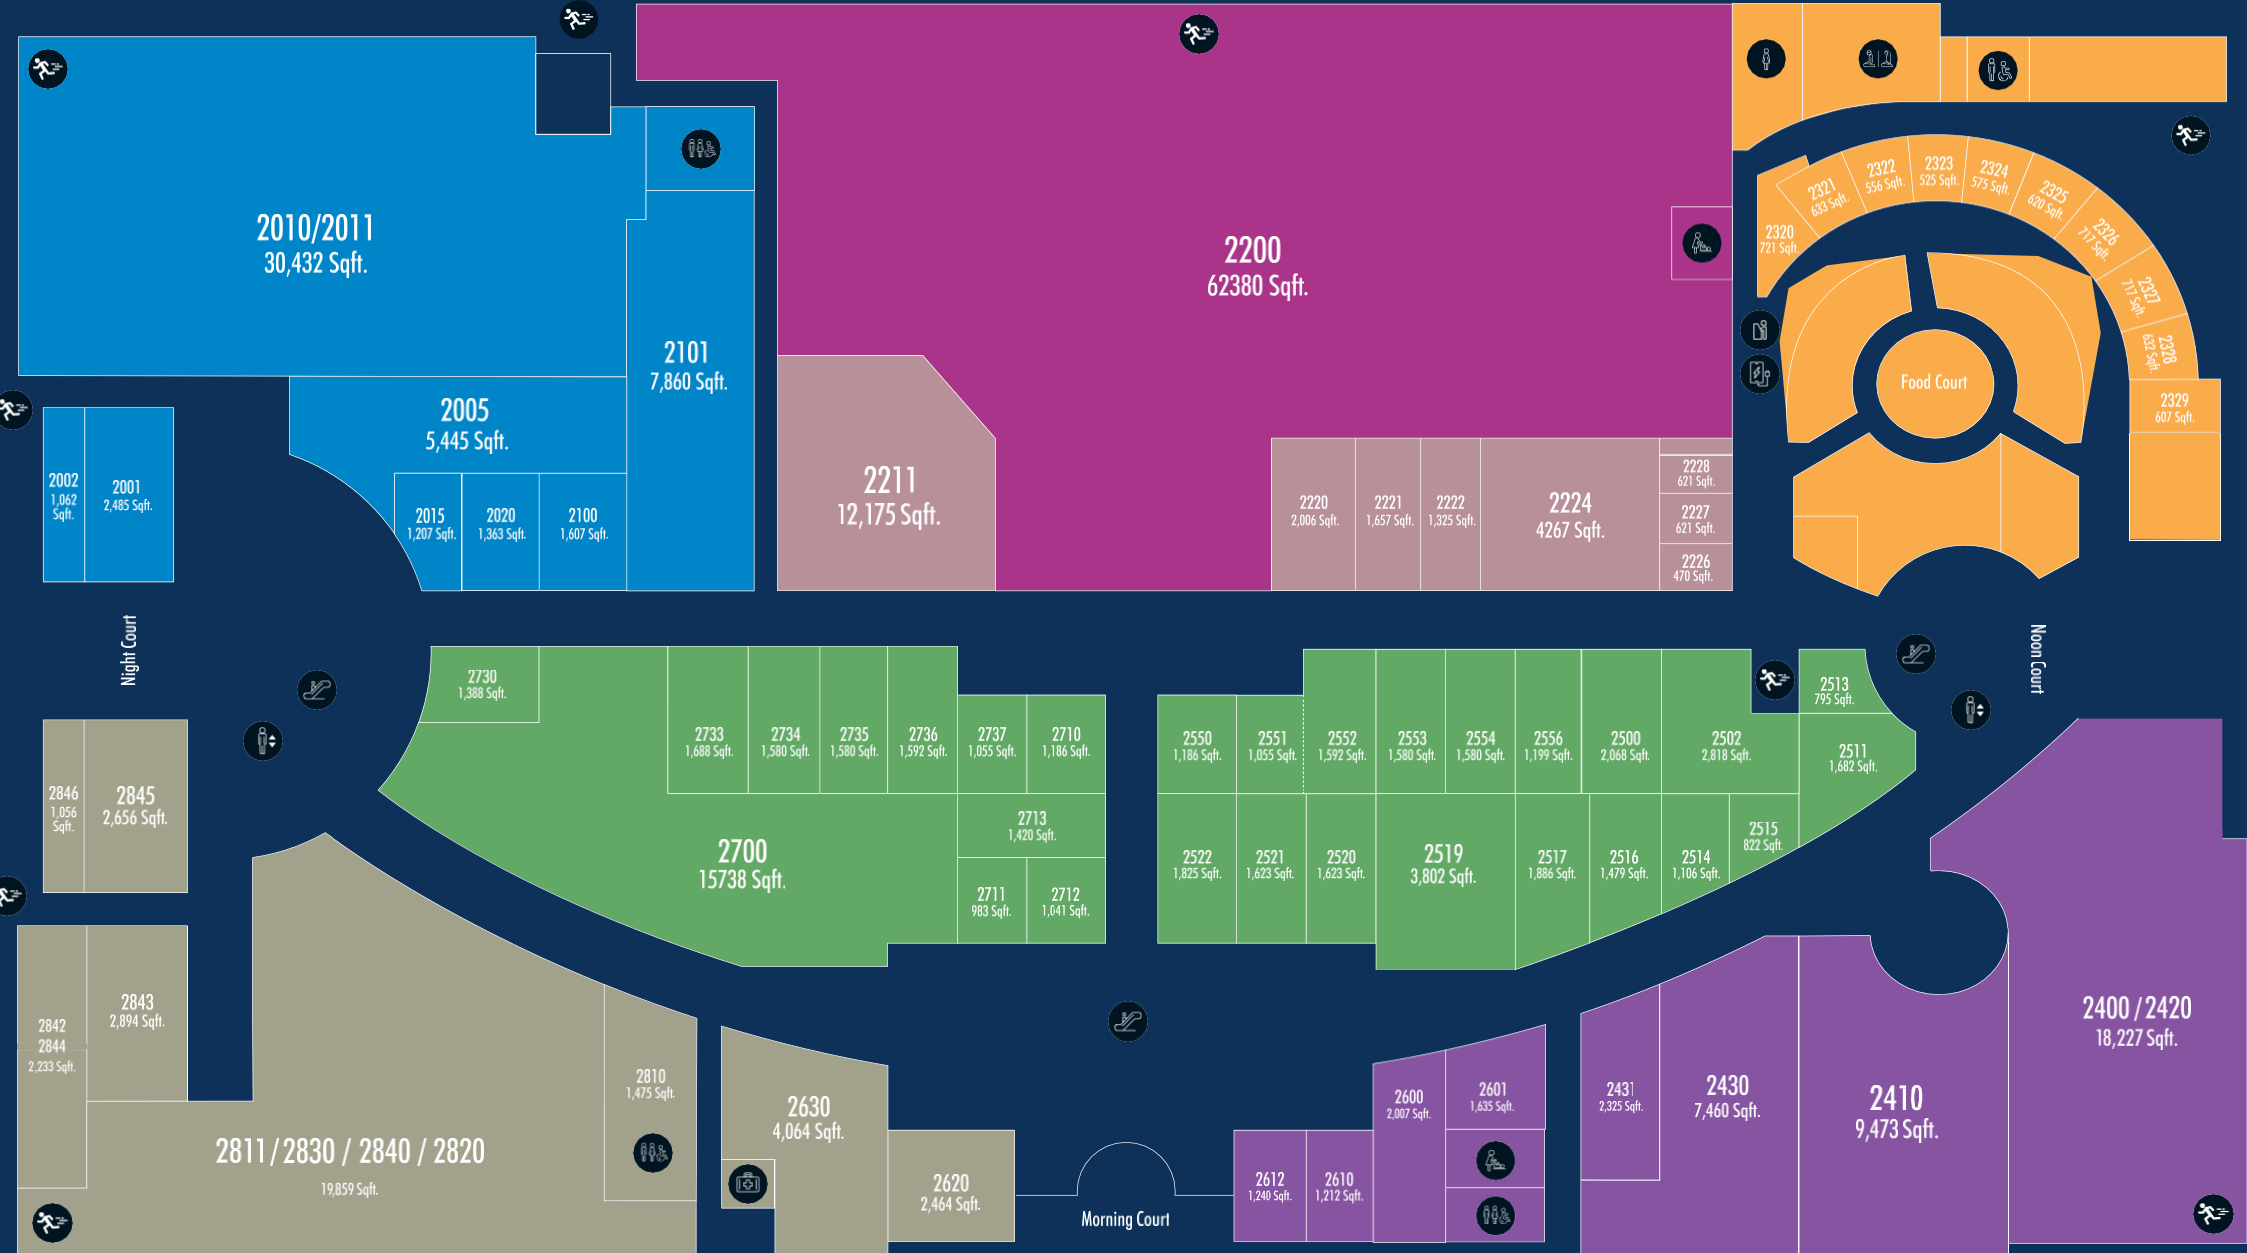 2010/2011
30,432 Sqft.
2101
7,860 Sqft.
2005
5,445 Sqft.
2002
1,062
Sqft.
2001
2,485 Sqft.
2015
1,207 Sqft.
2020
1,363 Sqft.
2100
1,607 Sqft.
2200
62380 Sqft.
2211
12,175 Sqft.
2220
2,006 Sqft.
2221
1,657 Sqft.
2222
1,325 Sqft.
2224
4267 Sqft.
2228
621 Sqft.
2227
621 Sqft.
2226
470 Sqft.
2320
721 Sqft.
2321
633 Sqft.
2322
556 Sqft.
2323
525 Sqft.
2324
575 Sqft.
2325
620 Sqft.
2326
717 Sqft.
2327
717 Sqft.
2328
632 Sqft.
2329
607 Sqft.
Food Court
Night Court
Noon Court
2730
1,388 Sqft.
2733
1,688 Sqft.
2734
1,580 Sqft.
2735
1,580 Sqft.
2736
1,592 Sqft.
2737
1,055 Sqft.
2710
1,186 Sqft.
2713
1,420 Sqft.
2700
15738 Sqft.
2711
983 Sqft.
2712
1,041 Sqft.
2550
1,186 Sqft.
2551
1,055 Sqft.
2552
1,592 Sqft.
2553
1,580 Sqft.
2554
1,580 Sqft.
2556
1,199 Sqft.
2500
2,068 Sqft.
2502
2,818 Sqft.
2513
795 Sqft.
2511
1,682 Sqft.
2522
1,825 Sqft.
2521
1,623 Sqft.
2520
1,623 Sqft.
2519
3,802 Sqft.
2517
1,886 Sqft.
2516
1,479 Sqft.
2514
1,106 Sqft.
2515
822 Sqft.
2846
1,056
Sqft.
2845
2,656 Sqft.
2842
2844
2,233 Sqft.
2843
2,894 Sqft.
2811/2830 / 2840 / 2820
19,859 Sqft.
2810
1,475 Sqft.
2630
4,064 Sqft.
2620
2,464 Sqft.
Morning Court
2612
1,240 Sqft.
2610
1,212 Sqft.
2600
2,007 Sqft.
2601
1,635 Sqft.
2431
2,325 Sqft.
2430
7,460 Sqft.
2410
9,473 Sqft.
2400 / 2420
18,227 Sqft.